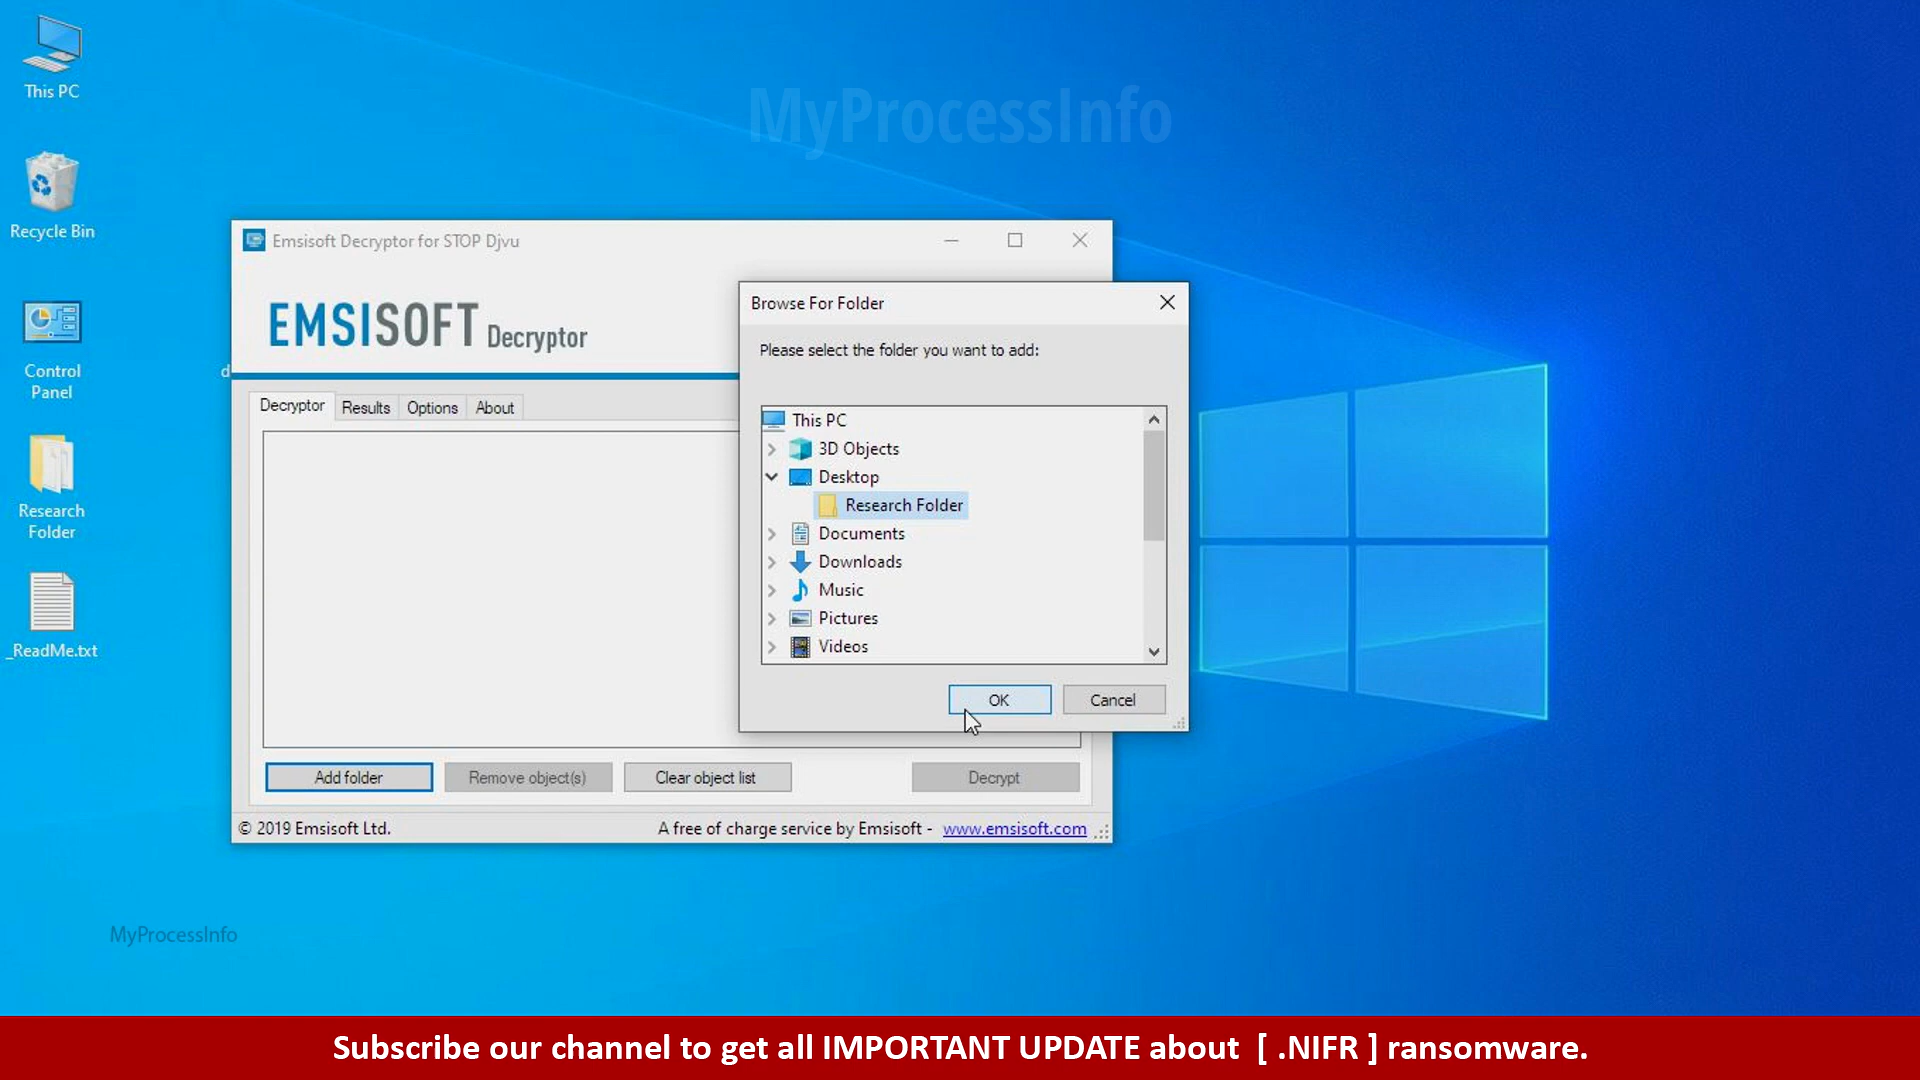 This PC
Recycle Bin
Control
Panel
Research
Folder
_ReadMe.txt
MyProcessInfo
d
Emsisoft Decryptor for STOP Djvu
EMSISOFT Decryptor
Decryptor Results Options About
Add folder Remove object(s) Clear object list Decrypt
© 2019 Emsisoft Ltd. A free of charge service by Emsisoft - www.emsisoft.com
Browse For Folder
Please select the folder you want to add:
This PC
3D Objects
Desktop
Research Folder
Documents
Downloads
Music
Pictures
Videos
OK Cancel
MyProcessInfo
Subscribe our channel to get all IMPORTANT UPDATE about [ .NIFR ] ransomware.